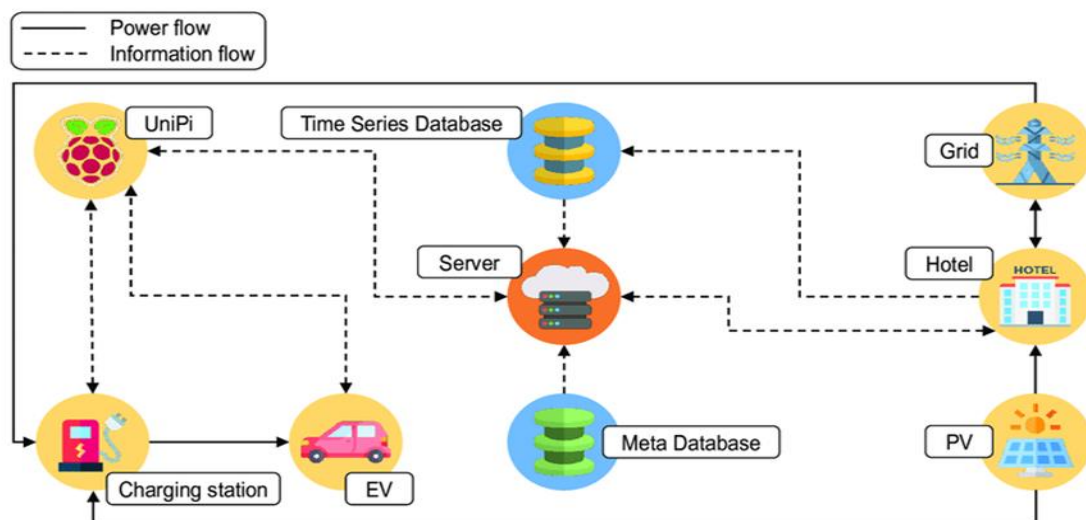 Power flow
Information flow
UniPi
Time Series Database
Grid
Server
Hotel
HOTEL
Meta Database
PV
Charging station
EV